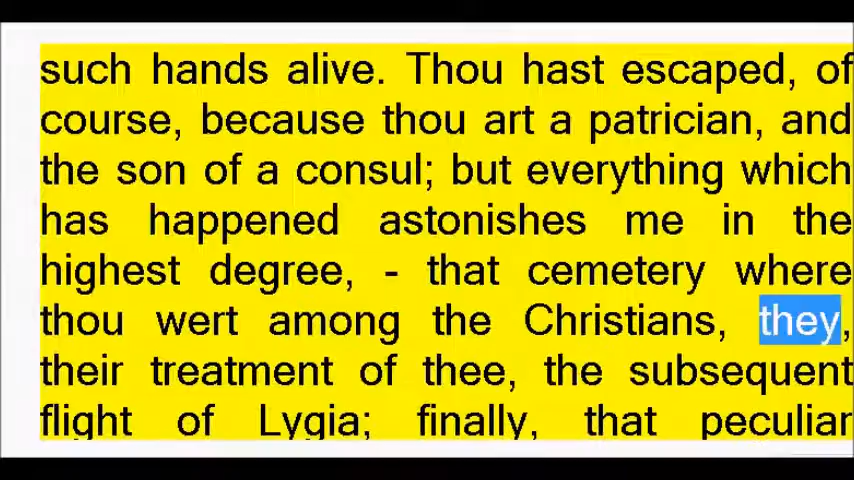 such hands alive. Thou hast escaped, of
course, because thou art a patrician, and
the son of a consul; but everything which
has happened astonishes me in the
highest degree, - that cemetery where
thou wert among the Christians, they,
their treatment of thee, the subsequent
flight of Lygia; finally, that peculiar